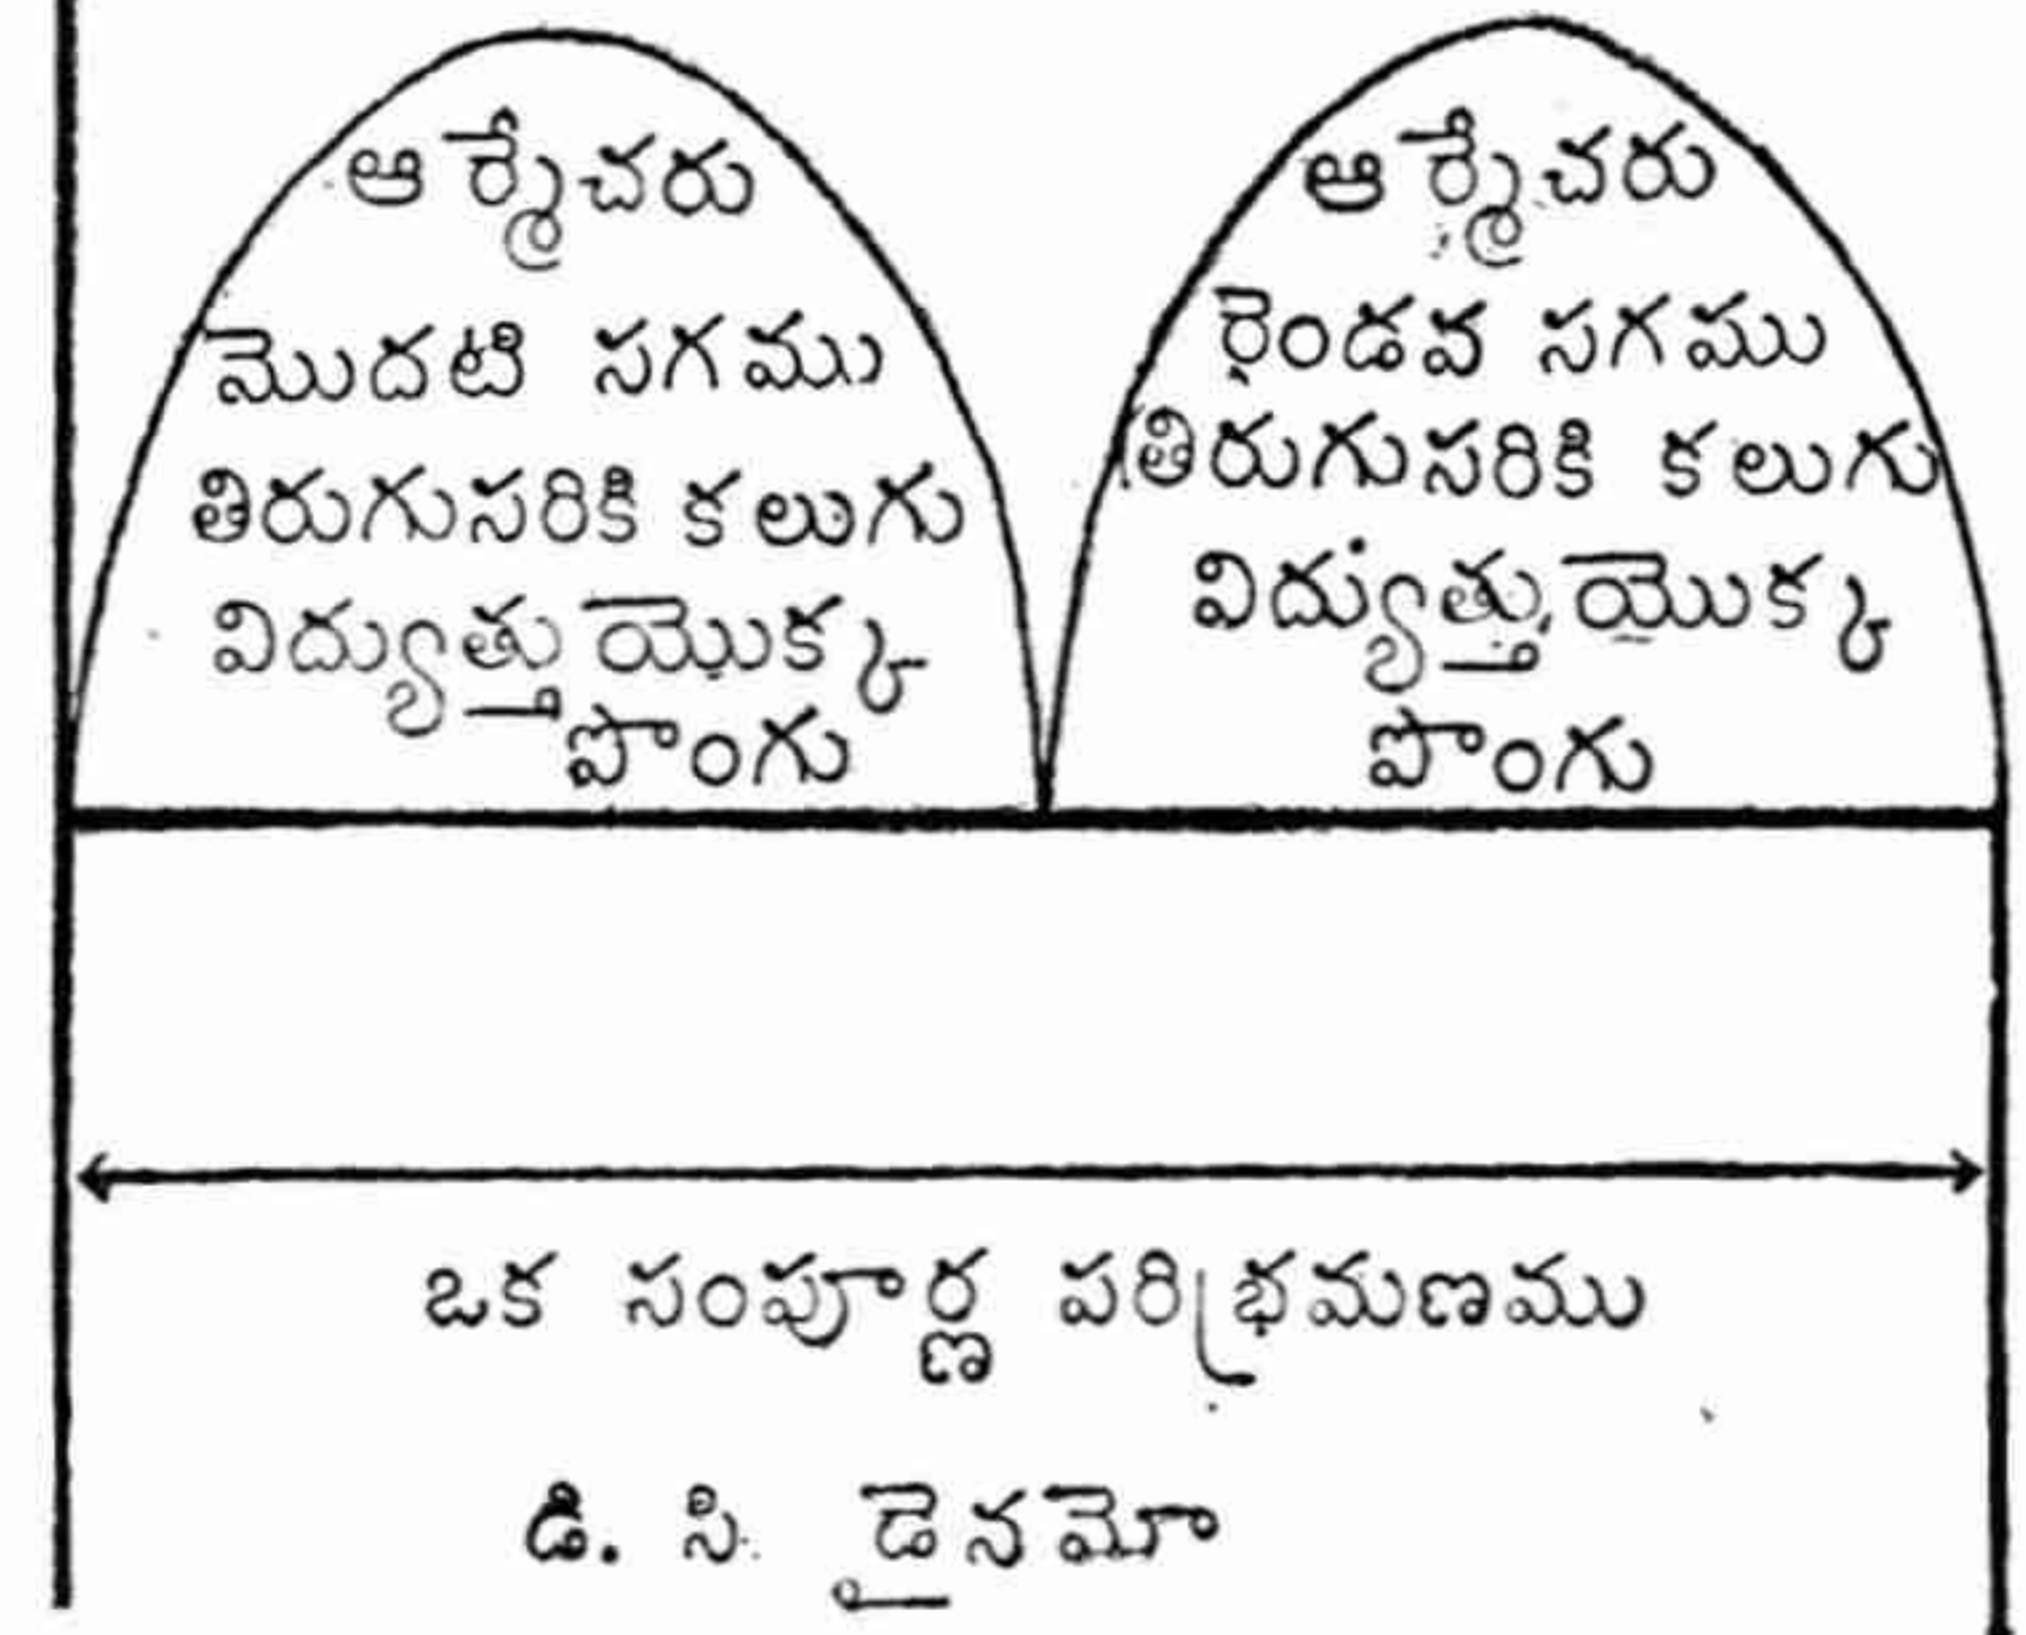 ఆర్మేచరు
మొదటి సగము
తిరుగుసరికి కలుగు
విద్యుత్తు యొక్క
పొంగు
ఆర్మేచరు
రెండవ సగము
తిరుగుసరికి కలుగు
విద్యుత్తు యొక్క
పొంగు
ఒక సంపూర్ణ పరిభ్రమణము
డి. సి. డైనమో